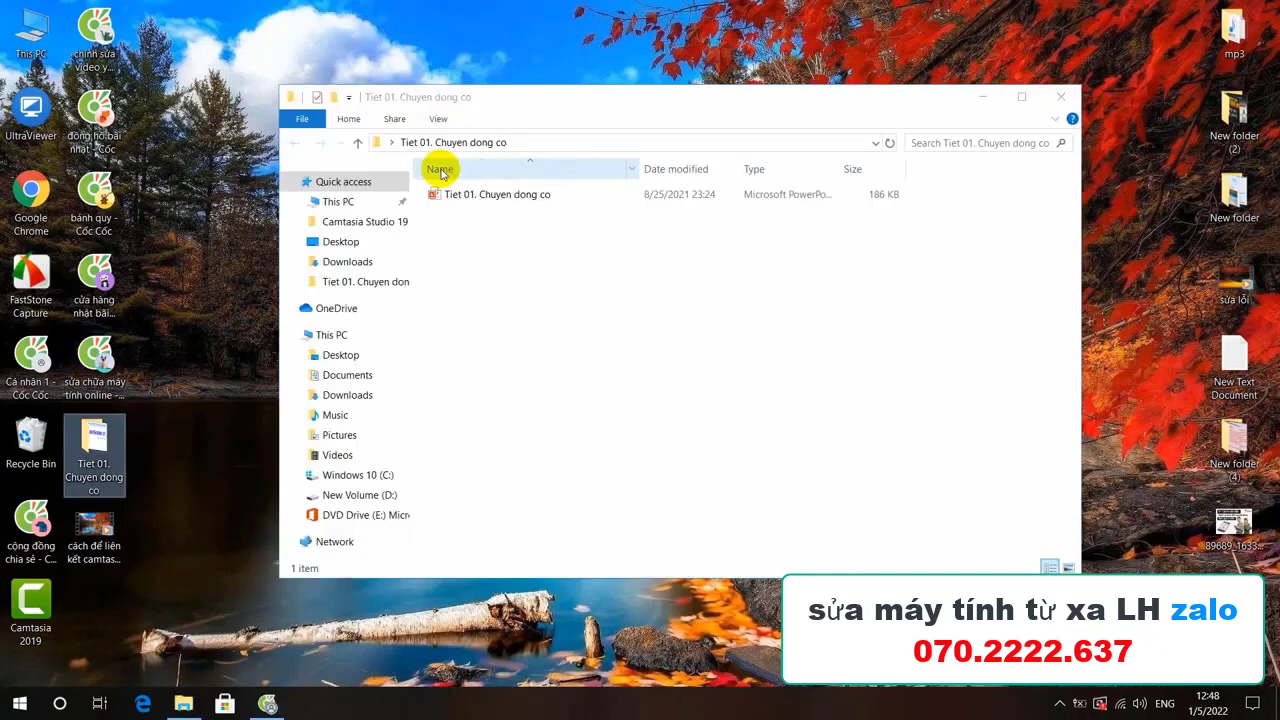 This PC
chỉnh sửa
video y...
UltraViewer
đồng hồ bãi
nhật - Cốc
Google
Chrome
bánh quy -
Cốc Cốc
FastStone
Capture
cửa hàng
nhật bãi...
Cá nhân 1 -
Cốc Cốc
sửa chữa máy
tính online -...
Recycle Bin
Tiet 01.
Chuyen dong
co
cộng đồng
chia sẻ - C...
cách để liên
kết camtas...
Camtasia
2019
Tiet 01. Chuyen dong co
File
Home
Share
View
Tiet 01. Chuyen dong co
Search Tiet 01. Chuyen dong co
Name
Date modified
Type
Size
Tiet 01. Chuyen dong co
8/25/2021 23:24
Microsoft PowerPo...
186 KB
Quick access
This PC
Camtasia Studio 19
Desktop
Downloads
Tiet 01. Chuyen don
OneDrive
This PC
Desktop
Documents
Downloads
Music
Pictures
Videos
Windows 10 (C:)
New Volume (D:)
DVD Drive (E:) Micr
Network
1 item
mp3
New folder
(2)
New folder
sửa lỗi
New Text
Document
New folder
(4)
89689_1633...
sửa máy tính từ xa LH zalo
070.2222.637
ENG
12:48
1/5/2022